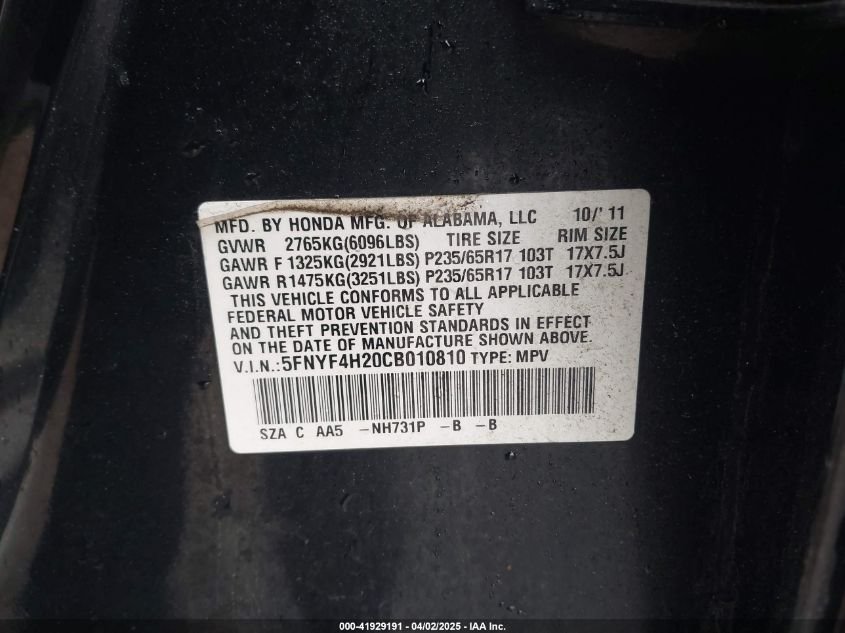 MFD. BY HONDA MFG. OF ALABAMA, LLC 10/'11
GVWR 2765KG(6096LBS) TIRE SIZE RIM SIZE
GAWR F 1325KG(2921LBS) P235/65R17 103T 17X7.5J
GAWR R1475KG(3251LBS) P235/65R17 103T 17X7.5J
THIS VEHICLE CONFORMS TO ALL APPLICABLE
FEDERAL MOTOR VEHICLE SAFETY
AND THEFT PREVENTION STANDARDS IN EFFECT
ON THE DATE OF MANUFACTURE SHOWN ABOVE.
V.I.N.:5FNYF4H20CB010810 TYPE: MPV
SZA C AA5 -NH731P -B -B
000-41929191 - 04/02/2025 - IAA Inc.